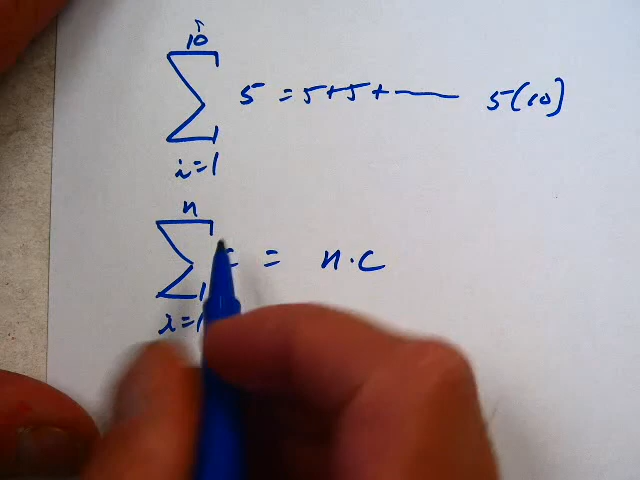 10
∑ 5 = 5+5+ —— 5(10)
i=1
n
∑ = n·c
i=1